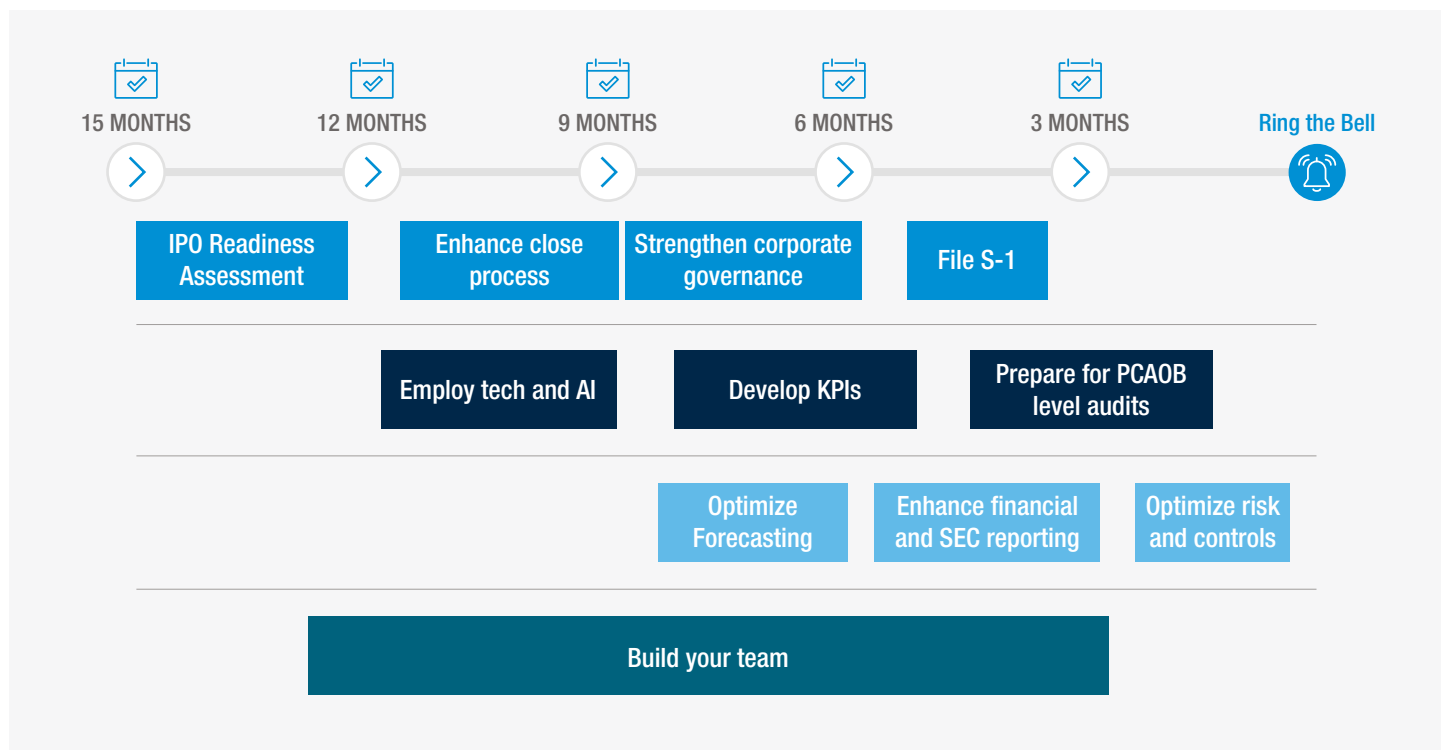 15 MONTHS
12 MONTHS
9 MONTHS
6 MONTHS
3 MONTHS
Ring the Bell
IPO Readiness
Assessment
Enhance close
process
Strengthen corporate
governance
File S-1
Employ tech and AI
Develop KPIs
Prepare for PCAOB
level audits
Optimize
Forecasting
Enhance financial
and SEC reporting
Optimize risk
and controls
Build your team